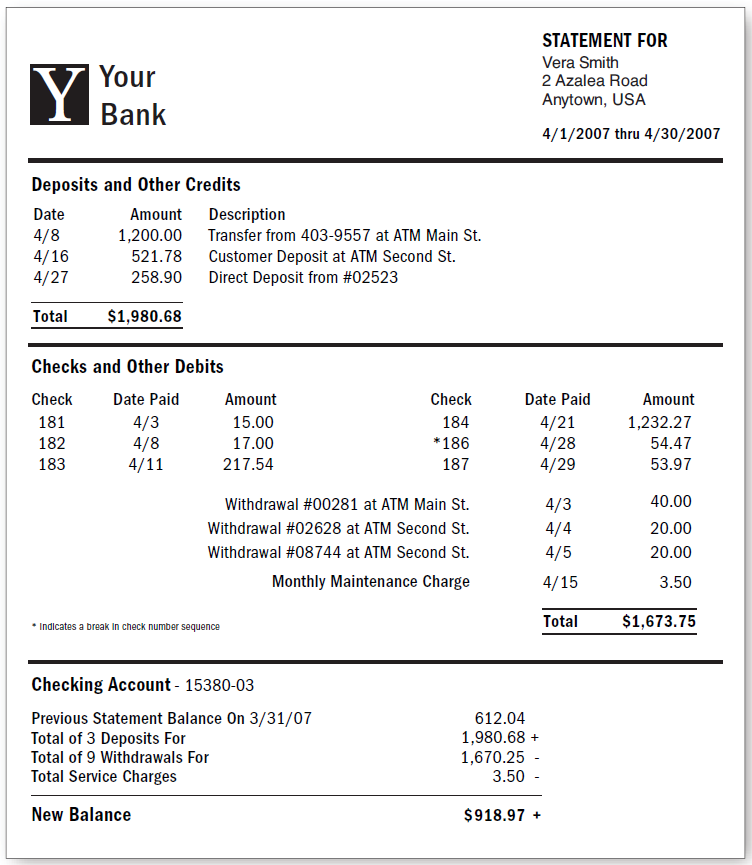 Y Your
Bank
STATEMENT FOR
Vera Smith
2 Azalea Road
Anytown, USA
4/1/2007 thru 4/30/2007
Deposits and Other Credits
Date Amount Description
4/8 1,200.00 Transfer from 403-9557 at ATM Main St.
4/16 521.78 Customer Deposit at ATM Second St.
4/27 258.90 Direct Deposit from #02523
Total $1,980.68
Checks and Other Debits
Check Date Paid Amount Check Date Paid Amount
181 4/3 15.00 184 4/21 1,232.27
182 4/8 17.00 *186 4/28 54.47
183 4/11 217.54 187 4/29 53.97
Withdrawal #00281 at ATM Main St. 4/3 40.00
Withdrawal #02628 at ATM Second St. 4/4 20.00
Withdrawal #08744 at ATM Second St. 4/5 20.00
Monthly Maintenance Charge 4/15 3.50
* Indicates a break in check number sequence Total $1,673.75
Checking Account - 15380-03
Previous Statement Balance On 3/31/07 612.04
Total of 3 Deposits For 1,980.68 +
Total of 9 Withdrawals For 1,670.25 -
Total Service Charges 3.50 -
New Balance $918.97 +